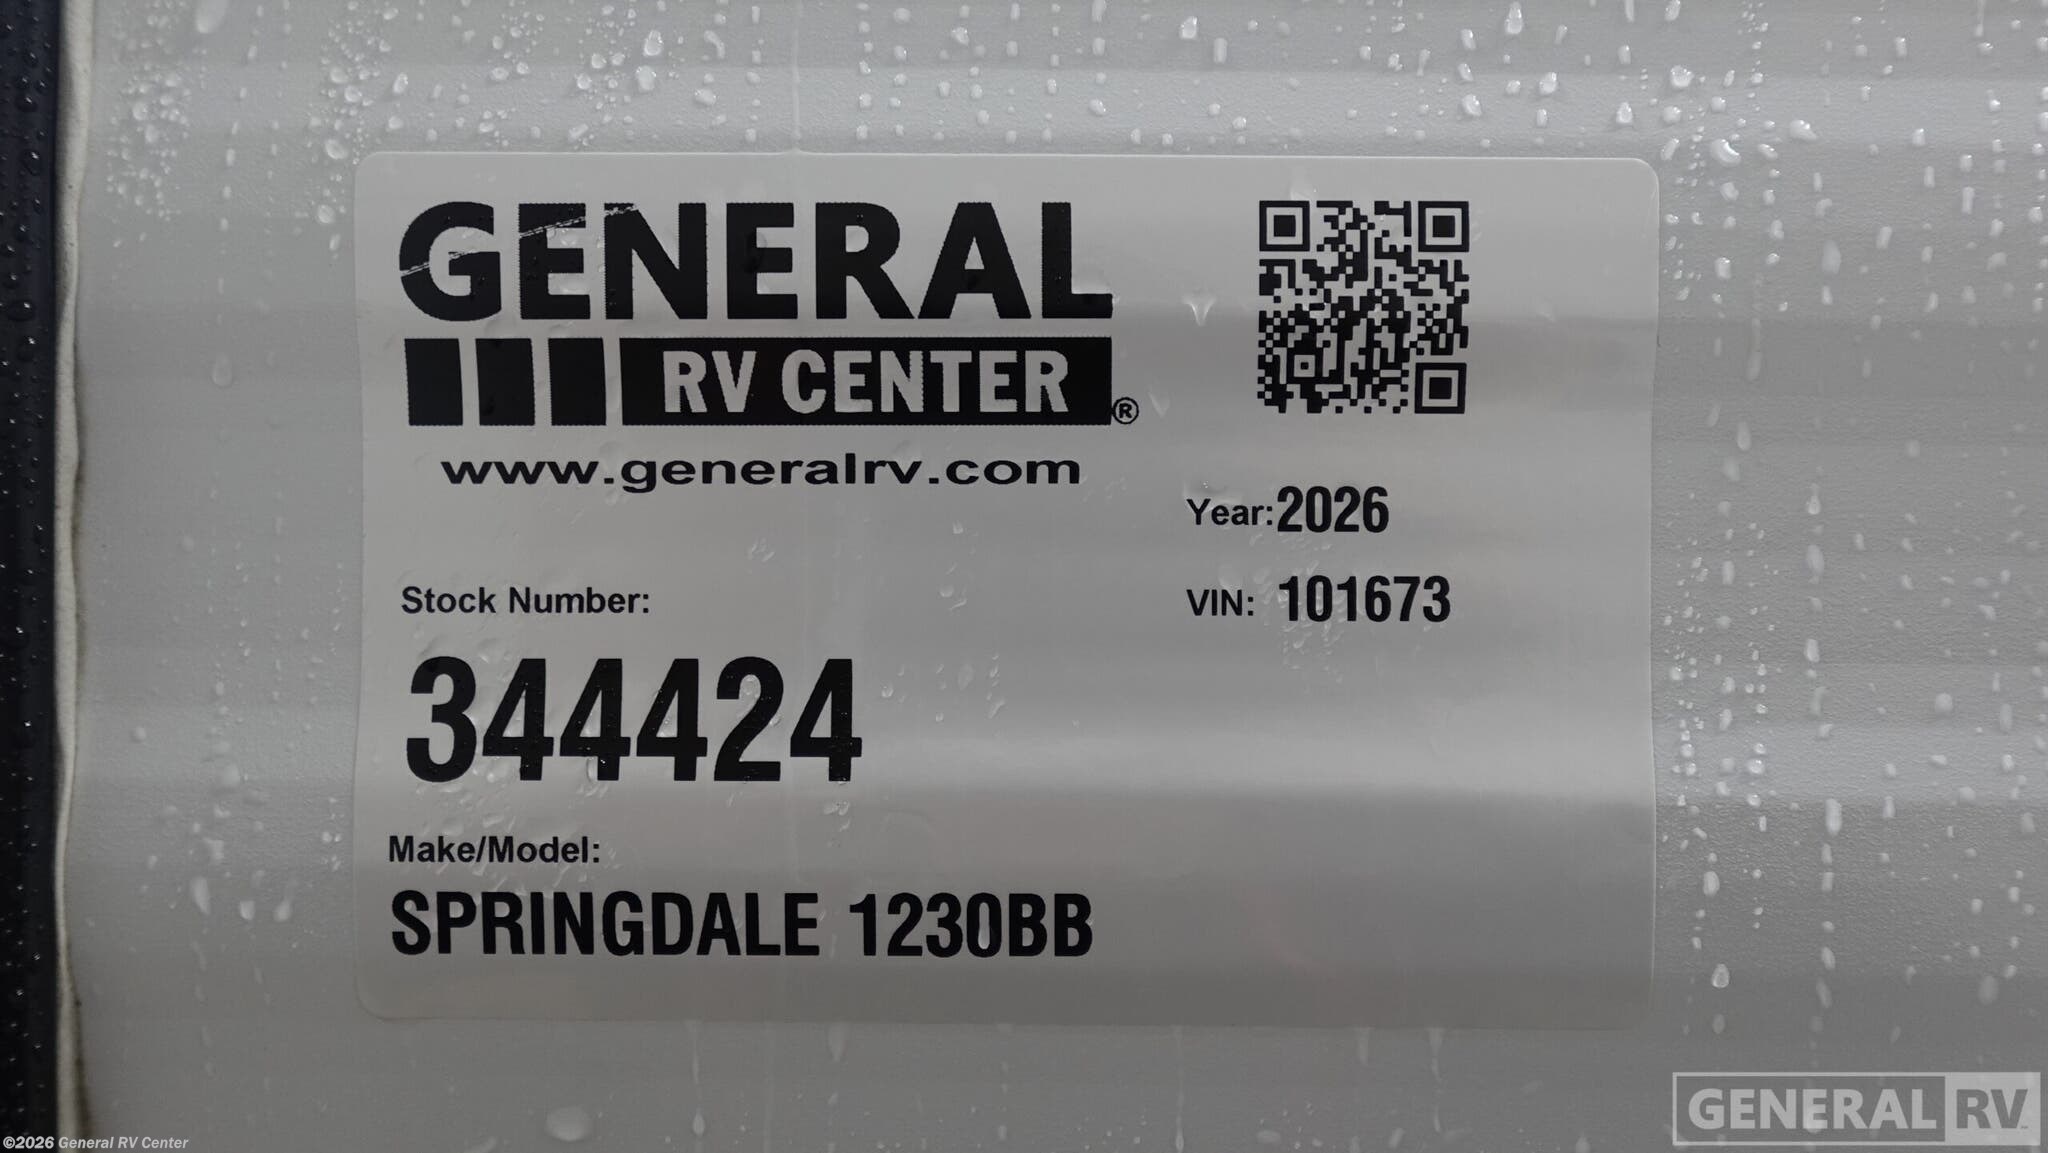 GENERAL
RV CENTER®
www.generalrv.com
Year: 2026
VIN: 101673
Stock Number:
344424
Make/Model:
SPRINGDALE 1230BB
GENERAL RV
©2026 General RV Center